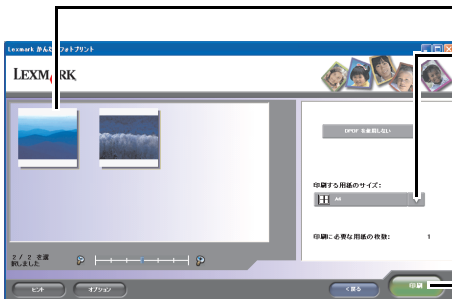 Lexmark かんたんフォトプリント
LEXMARK
DPOF を使用しない
印刷する用紙のサイズ：
A4
印刷に必要な用紙の枚数： 1
2 / 2 を選
択しました
ヒント
オプション
< 戻る
印刷